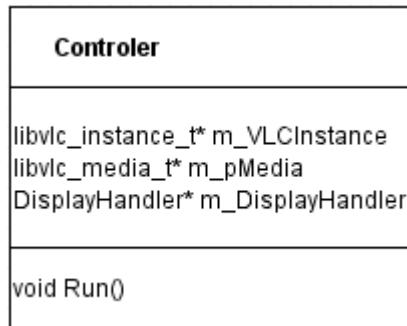 Controler
libvlc_instance_t* m_VLCInstance
libvlc_media_t* m_pMedia
DisplayHandler* m_DisplayHandler
void Run()